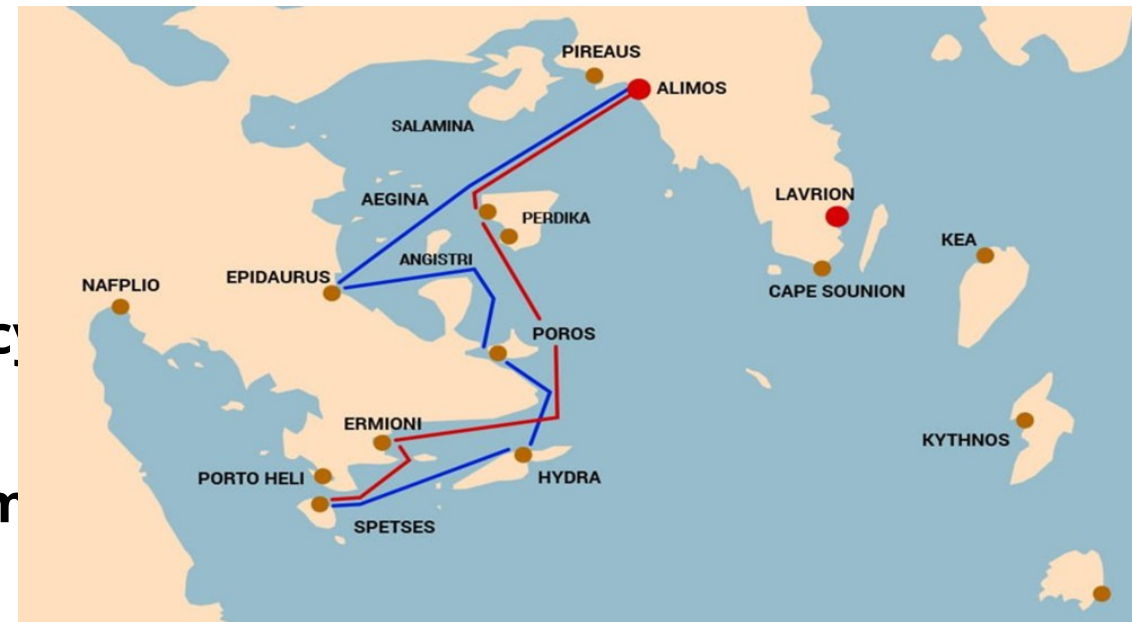 PIREAUS
ALIMOS
SALAMINA
LAVRION
AEGINA
PERDIKA
KEA
ANGISTRI
EPIDAURUS
NAFPLIO
CAPE SOUNION
POROS
ERMIONI
KYTHNOS
PORTO HELI
HYDRA
SPETSES